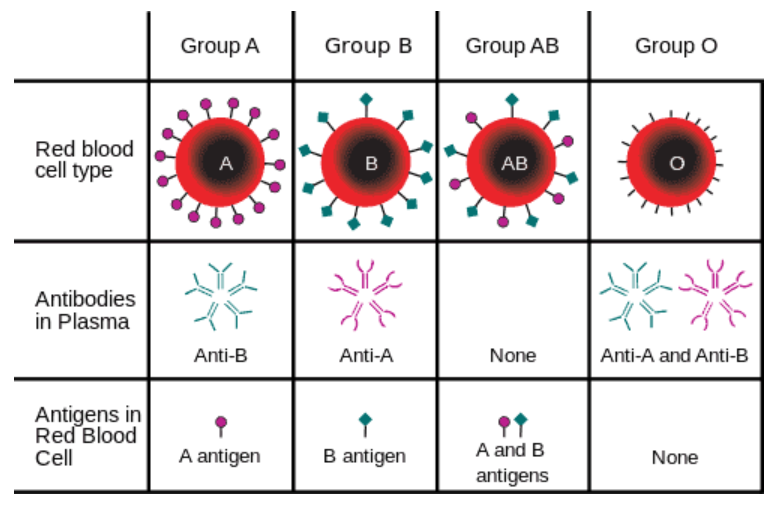 Group A
Group B
Group AB
Group O
Red blood
cell type
A
B
AB
O
Antibodies
in Plasma
Anti-B
Anti-A
None
Anti-A and Anti-B
Antigens in
Red Blood
Cell
A antigen
B antigen
A and B
antigens
None